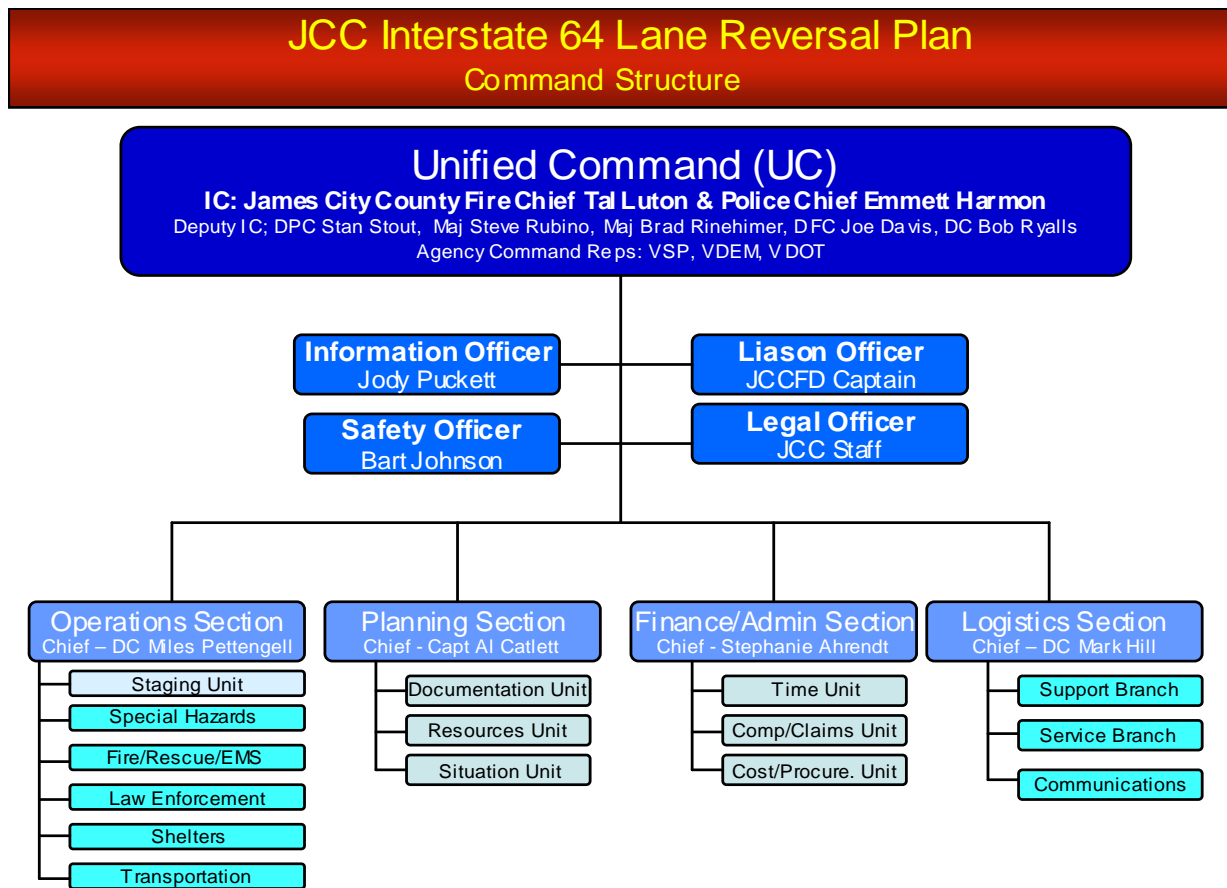 JCC Interstate 64 Lane Reversal Plan
Command Structure
Unified Command (UC)
IC: James City County Fire Chief Tal Luton & Police Chief Emmett Harmon
Deputy IC; DPC Stan Stout, Maj Steve Rubino, Maj Brad Rinehimer, DFC Joe Davis, DC Bob Ryalls
Agency Command Reps: VSP, VDEM, VDOT
Information Officer
Jody Puckett
Liason Officer
JCCFD Captain
Safety Officer
Bart Johnson
Legal Officer
JCC Staff
Operations Section
Chief – DC Miles Pettengell
Staging Unit
Special Hazards
Fire/Rescue/EMS
Law Enforcement
Shelters
Transportation
Planning Section
Chief - Capt Al Catlett
Documentation Unit
Resources Unit
Situation Unit
Finance/Admin Section
Chief - Stephanie Ahrendt
Time Unit
Comp/Claims Unit
Cost/Procure. Unit
Logistics Section
Chief – DC Mark Hill
Support Branch
Service Branch
Communications